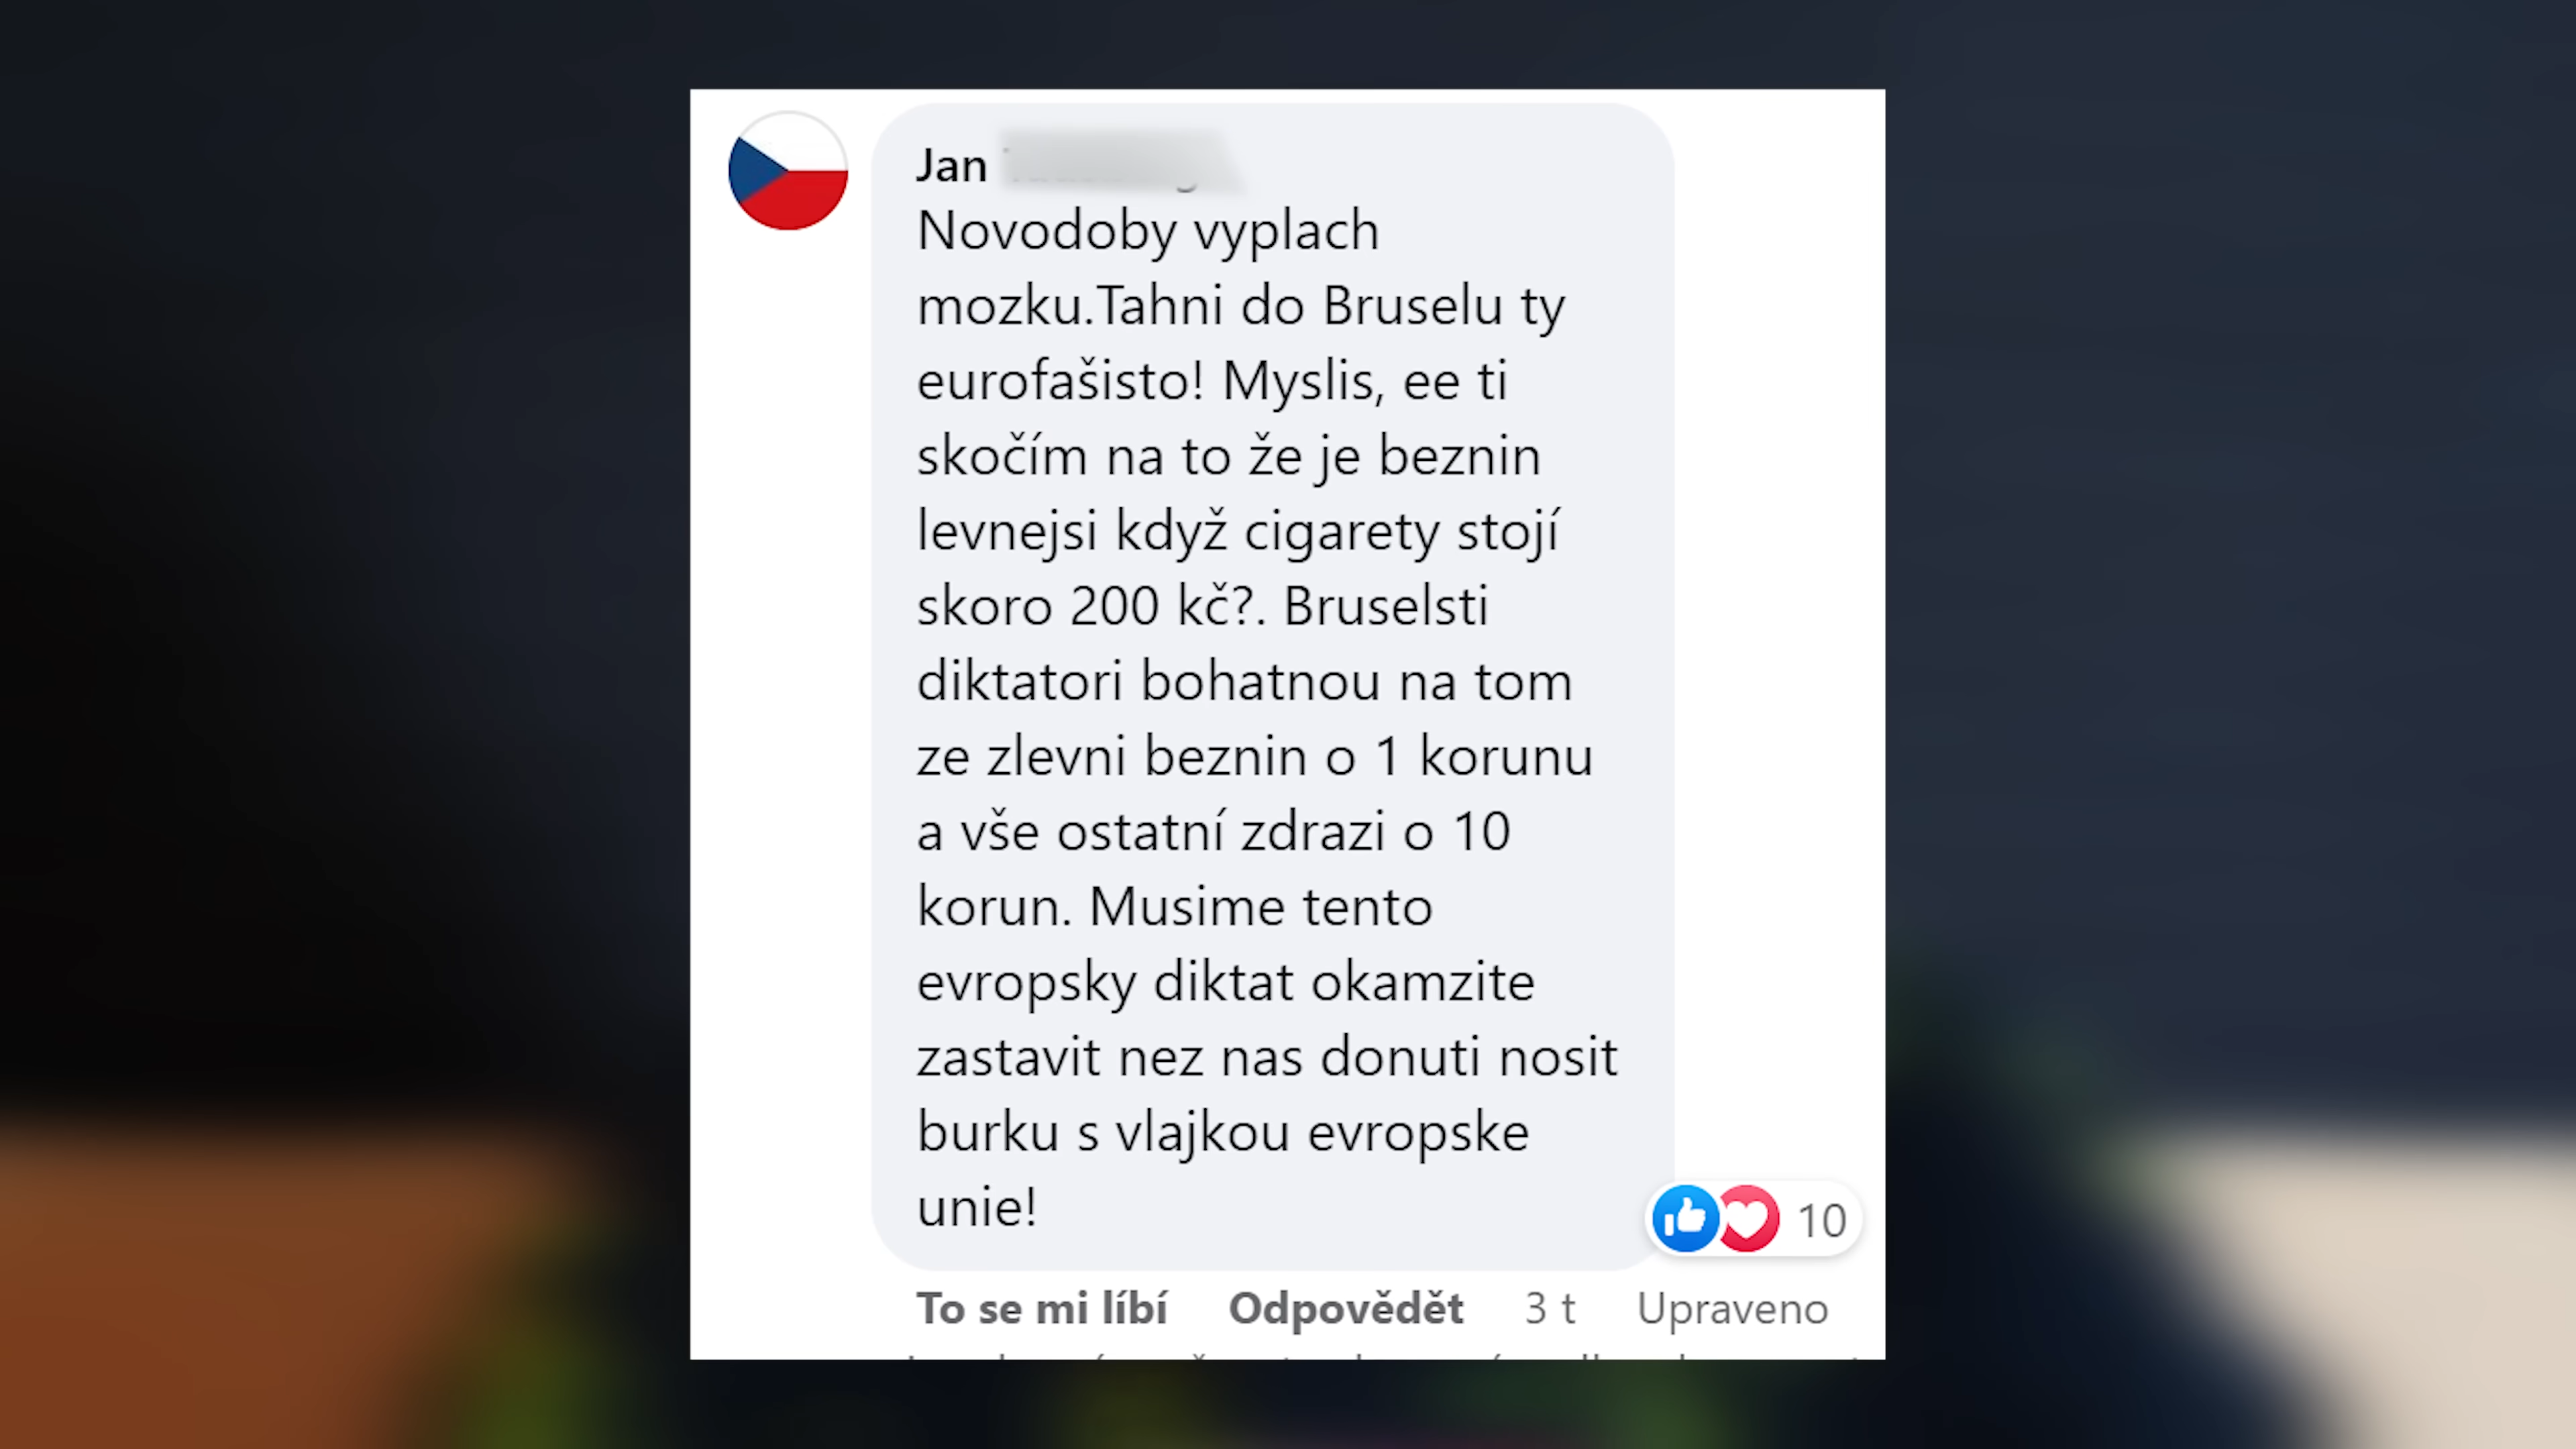 Jan
Novodoby vyplach
mozku.Tahni do Bruselu ty
eurofašisto! Myslis, ee ti
skočím na to že je beznin
levnejsi když cigarety stojí
skoro 200 kč?. Bruselsti
diktatori bohatnou na tom
ze zlevni beznin o 1 korunu
a vše ostatní zdrazi o 10
korun. Musime tento
evropsky diktat okamzite
zastavit nez nas donuti nosit
burku s vlajkou evropske
unie!
10
To se mi líbí Odpovědět 3 t Upraveno